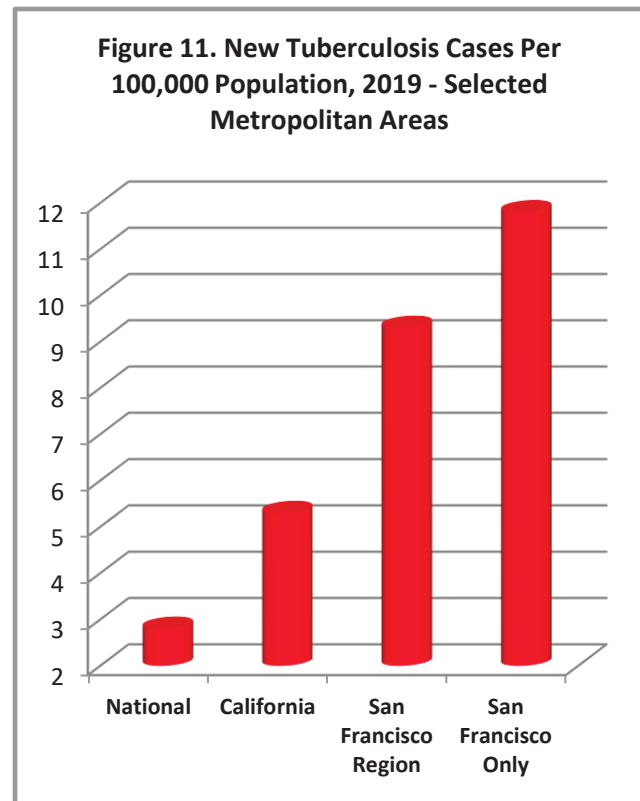 Figure 11. New Tuberculosis Cases Per
100,000 Population, 2019 - Selected
Metropolitan Areas
12
11
10
9
8
7
6
5
4
3
2
National
California
San
Francisco
Region
San
Francisco
Only